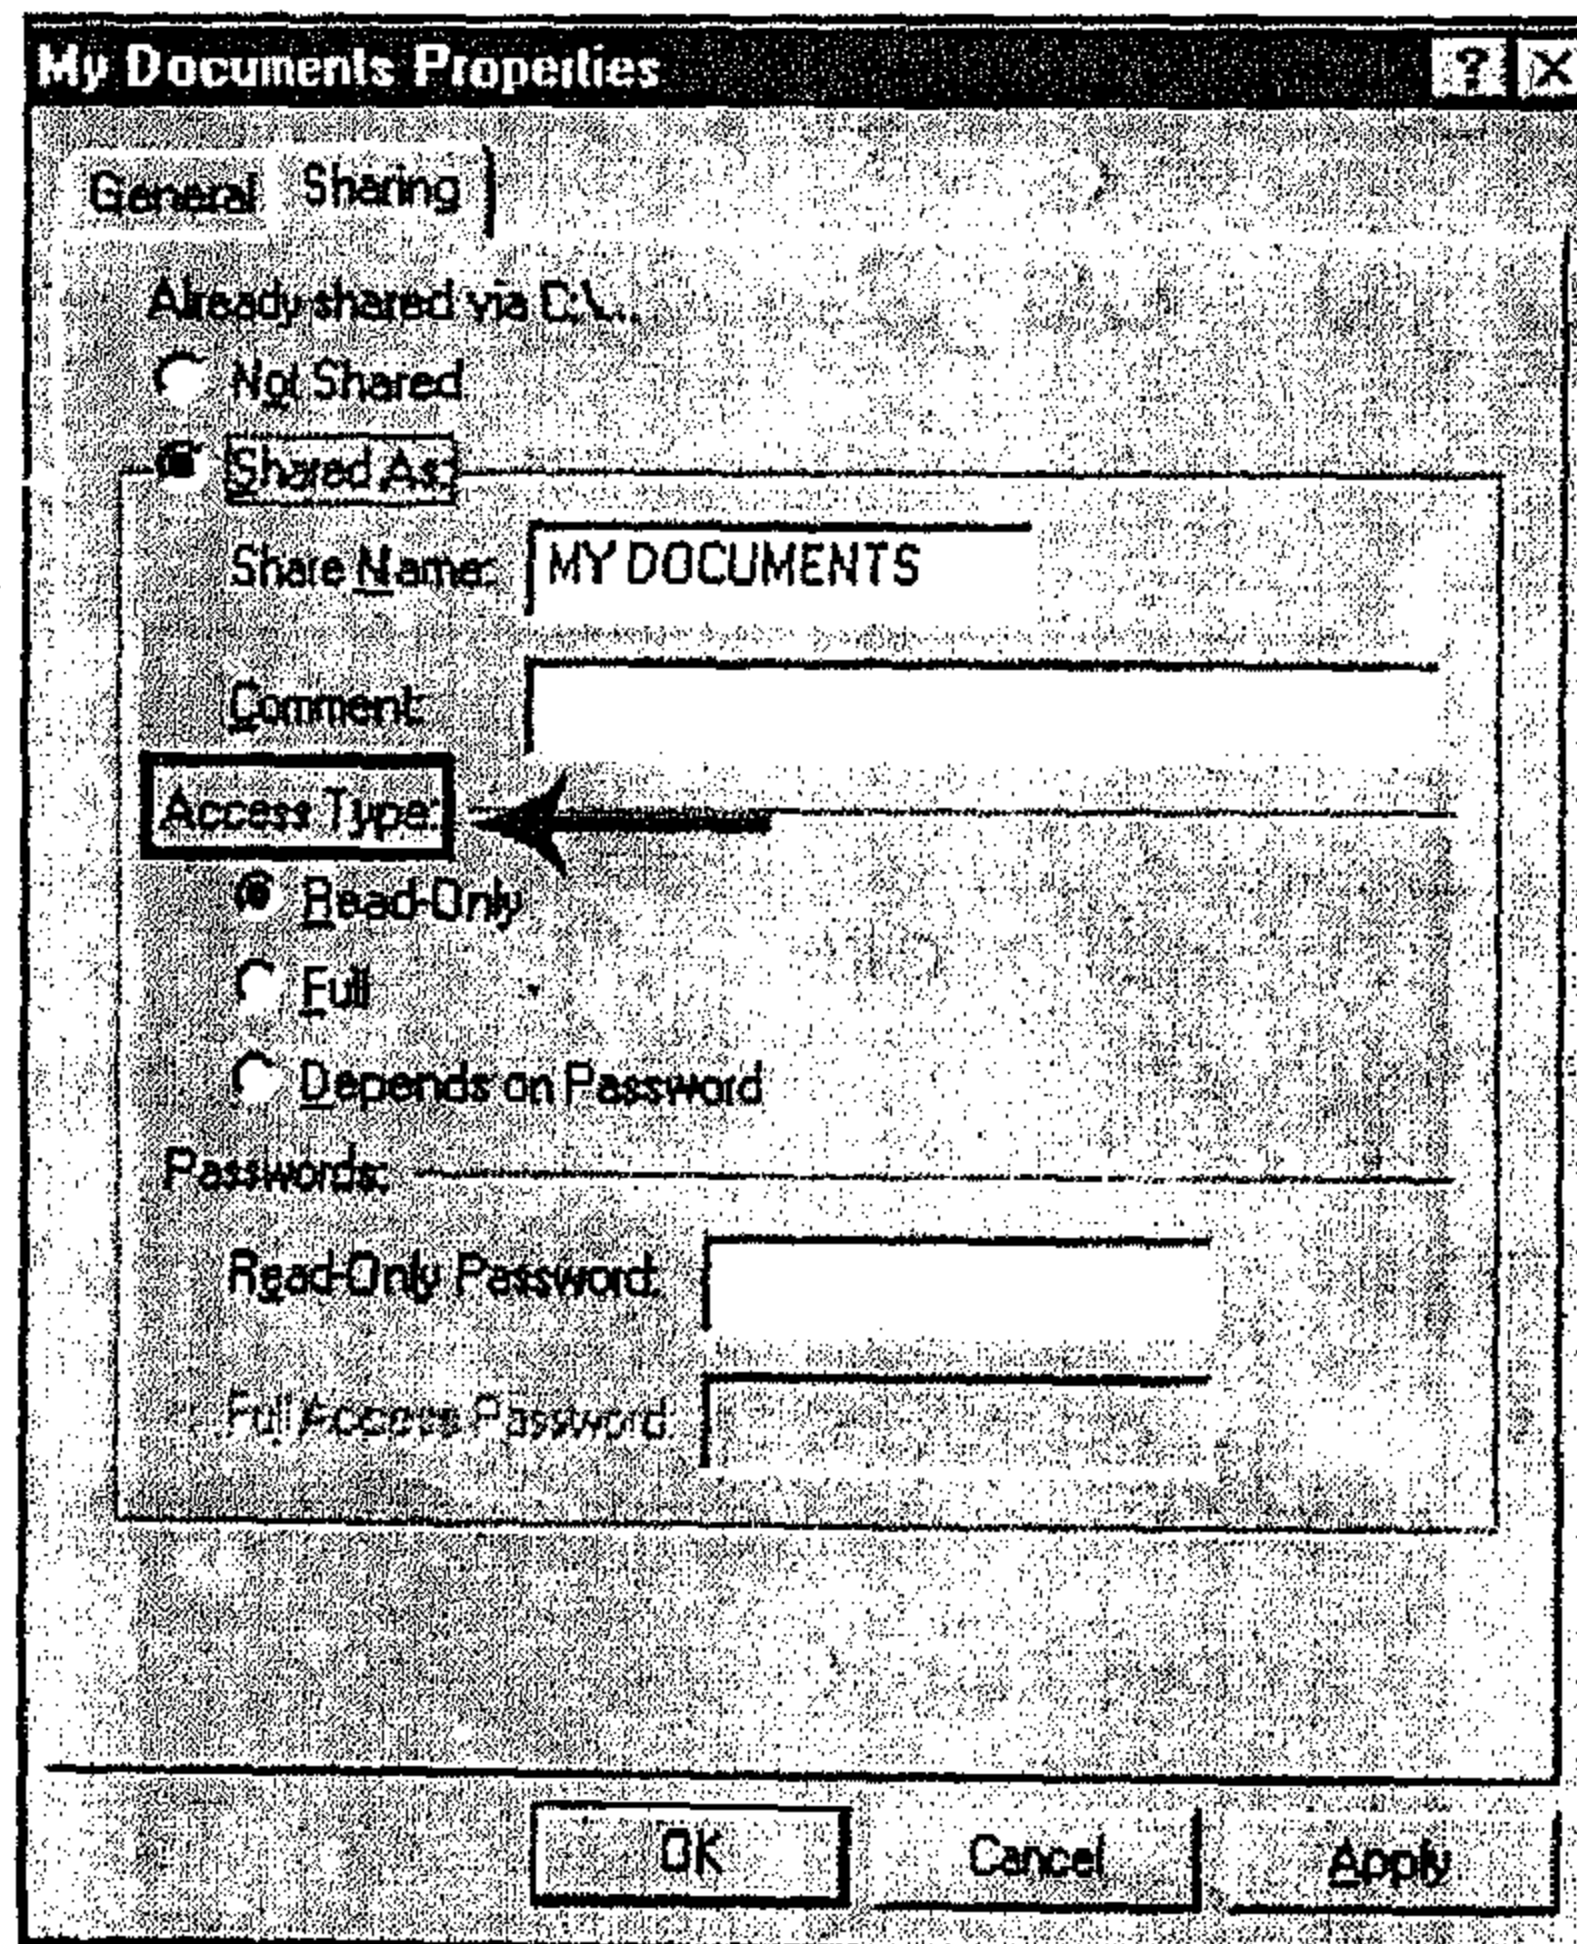 My Documents Properties
General Sharing
Already shared via C:\...
Not Shared
Shared As:
Share Name: MY DOCUMENTS
Comment:
Access Type:
Read-Only
Full
Depends on Password
Passwords:
Read-Only Password:
Full Access Password:
OK Cancel Apply